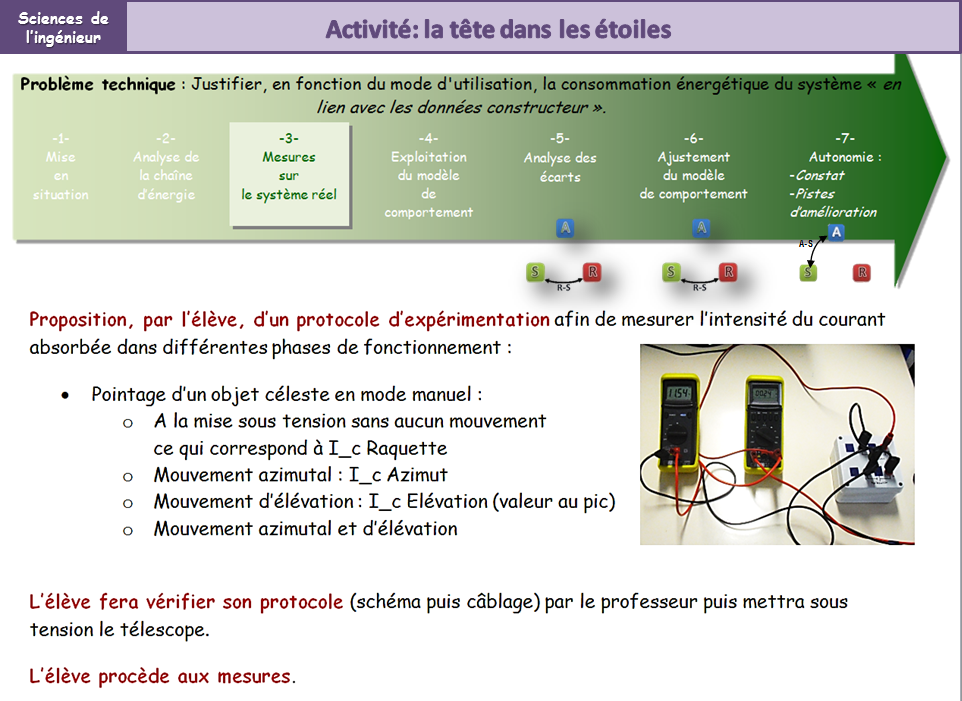 Sciences de
l'ingénieur
Activité: la tête dans les étoiles
Problème technique : Justifier, en fonction du mode d'utilisation, la consommation énergétique du système « en
lien avec les données constructeur ».
-1-
Mise
en
situation
-2-
Analyse de
la chaîne
d'énergie
-3-
Mesures
sur
le système réel
-4-
Exploitation
du modèle
de
comportement
-5-
Analyse des
écarts
-6-
Ajustement
du modèle
de comportement
-7-
Autonomie :
-Constat
-Pistes
d'amélioration
A
S
R
R-S
A
S
R
R-S
A
A-S
S
R
Proposition, par l'élève, d'un protocole d'expérimentation afin de mesurer l'intensité du courant
absorbée dans différentes phases de fonctionnement :
• Pointage d'un objet céleste en mode manuel :
o A la mise sous tension sans aucun mouvement
ce qui correspond à I_c Raquette
o Mouvement azimutal : I_c Azimut
o Mouvement d'élévation : I_c Elévation (valeur au pic)
o Mouvement azimutal et d'élévation
L'élève fera vérifier son protocole (schéma puis câblage) par le professeur puis mettra sous
tension le télescope.
L'élève procède aux mesures.